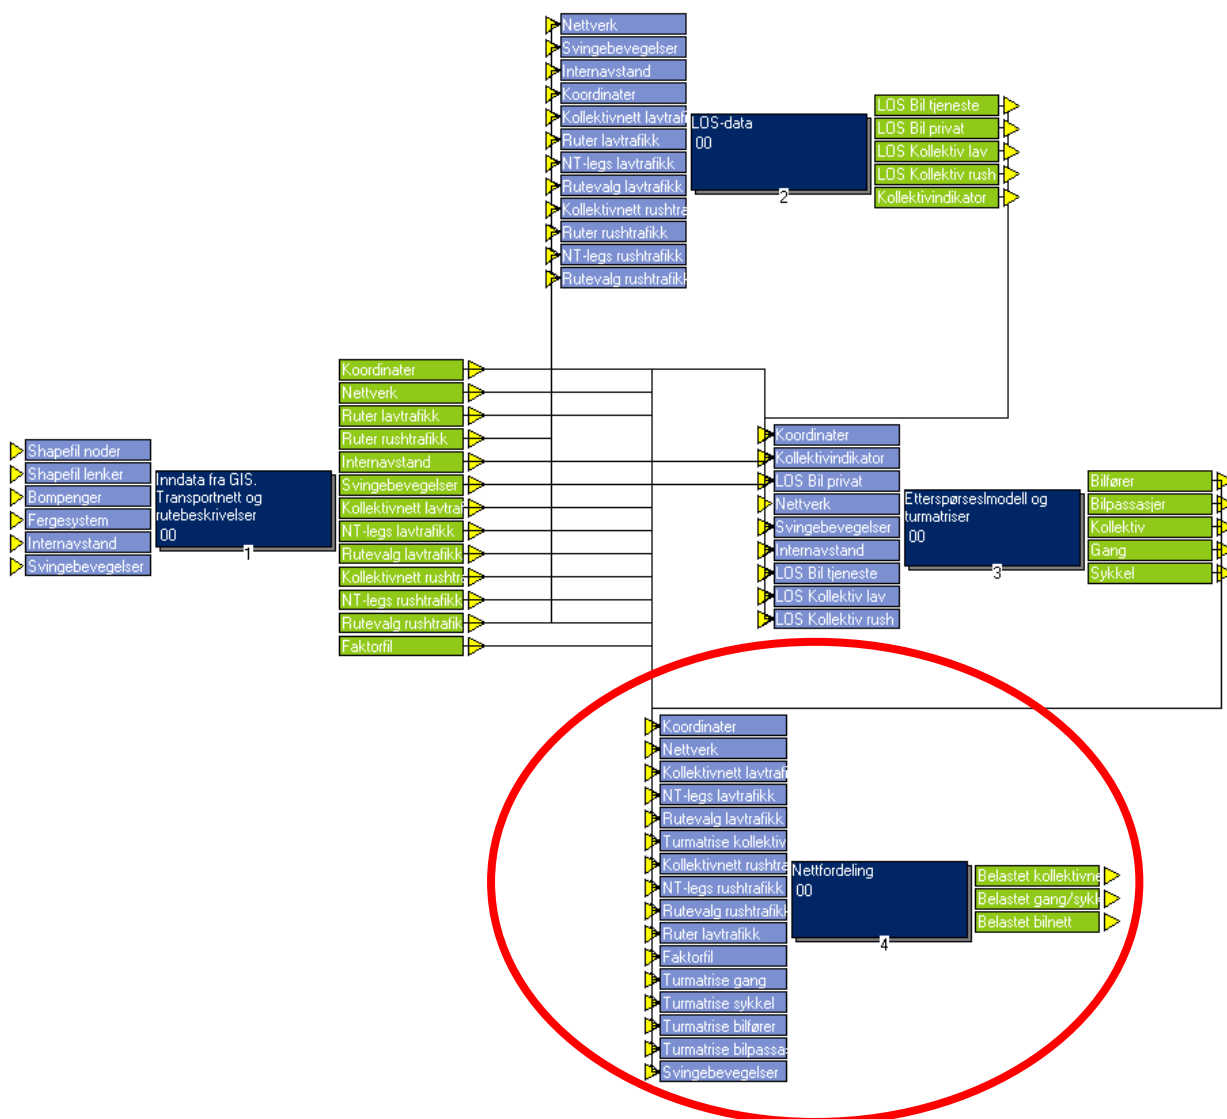 Nettverk
Svingebevegelser
Internavstand
Koordinater
Kollektivnett lavtrafi
Ruter lavtrafikk
NT-legs lavtrafikk
Rutevalg lavtrafikk
Kollektivnett rushtra
Ruter rushtrafikk
NT-legs rushtrafikk
Rutevalg rushtrafikk
LOS-data
00
2
LOS Bil tjeneste
LOS Bil privat
LOS Kollektiv lav
LOS Kollektiv rush
Kollektivindikator
Shapefil noder
Shapefil lenker
Bompenger
Fergesystem
Internavstand
Svingebevegelser
Inndata fra GIS.
Transportnett og
rutebeskrivelser
00
1
Koordinater
Nettverk
Ruter lavtrafikk
Ruter rushtrafikk
Internavstand
Svingebevegelser
Kollektivnett lavtraf
NT-legs lavtrafikk
Rutevalg lavtrafikk
Kollektivnett rushtr
NT-legs rushtrafikk
Rutevalg rushtrafik
Faktorfil
Koordinater
Kollektivindikator
LOS Bil privat
Nettverk
Svingebevegelser
Internavstand
LOS Bil tjeneste
LOS Kollektiv lav
LOS Kollektiv rush
Etterspørseslmodell og
turmatriser
00
3
Bilfører
Bilpassasjer
Kollektiv
Gang
Sykkel
Koordinater
Nettverk
Kollektivnett lavtrafi
NT-legs lavtrafikk
Rutevalg lavtrafikk
Turmatrise kollektiv
Kollektivnett rushtra
NT-legs rushtrafikk
Rutevalg rushtrafikk
Ruter lavtrafikk
Faktorfil
Turmatrise gang
Turmatrise sykkel
Turmatrise bilfører
Turmatrise bilpassa
Svingebevegelser
Nettfordeling
00
4
Belastet kollektivne
Belastet gang/sykk
Belastet bilnett